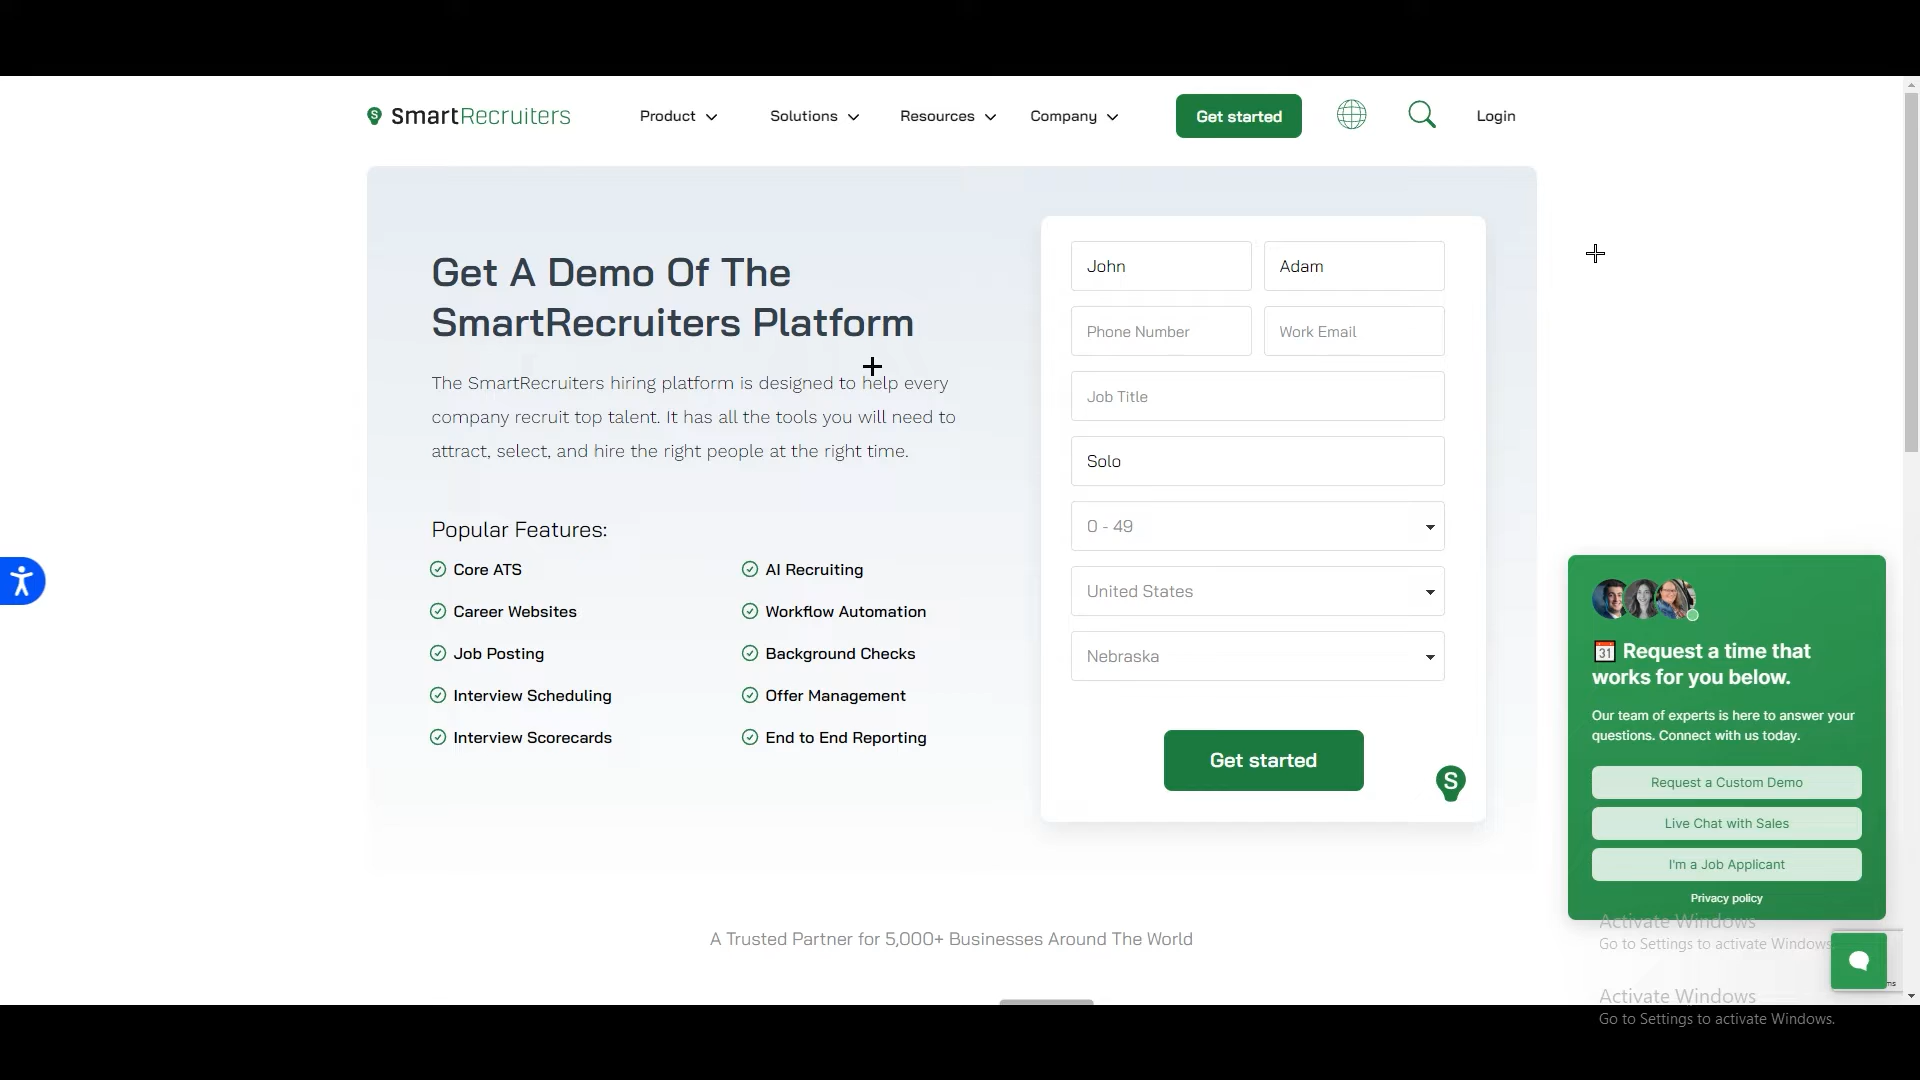 SmartRecruiters
Product
Solutions
Resources
Company
Get started
Login
Get A Demo Of The
SmartRecruiters Platform
The SmartRecruiters hiring platform is designed to help every
company recruit top talent. It has all the tools you will need to
attract, select, and hire the right people at the right time.
Popular Features:
Core ATS
AI Recruiting
Career Websites
Workflow Automation
Job Posting
Background Checks
Interview Scheduling
Offer Management
Interview Scorecards
End to End Reporting
John
Adam
Phone Number
Work Email
Job Title
Solo
0 - 49
United States
Nebraska
Get started
S
31 Request a time that
works for you below.
Our team of experts is here to answer your
questions. Connect with us today.
Request a Custom Demo
Live Chat with Sales
I'm a Job Applicant
Privacy policy
A Trusted Partner for 5,000+ Businesses Around The World
Activate Windows
Go to Settings to activate Windows.
Activate Windows
Go to Settings to activate Windows.